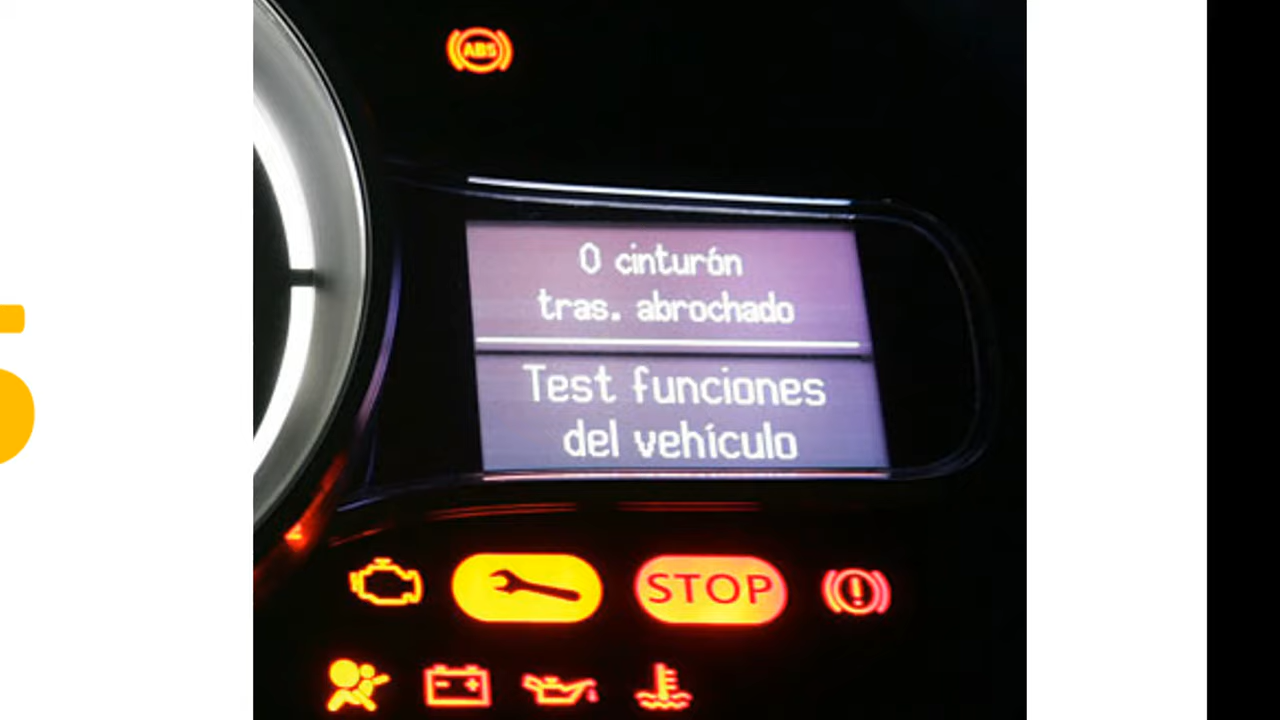 ABS
0 cinturón
tras. abrochado
Test funciones
del vehículo
STOP